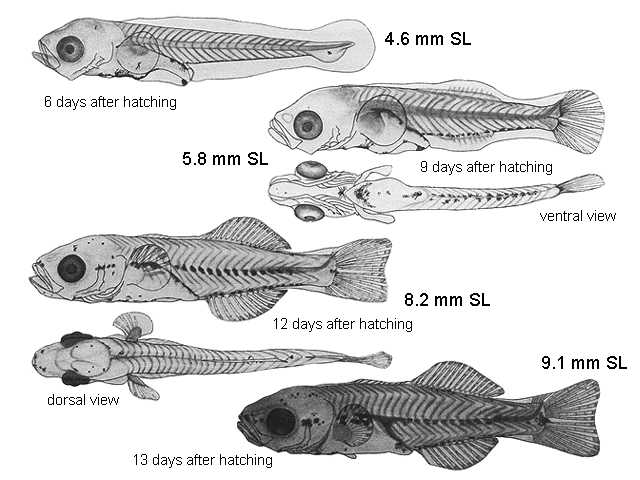 4.6 mm SL
6 days after hatching
5.8 mm SL
9 days after hatching
ventral view
8.2 mm SL
12 days after hatching
9.1 mm SL
dorsal view
13 days after hatching